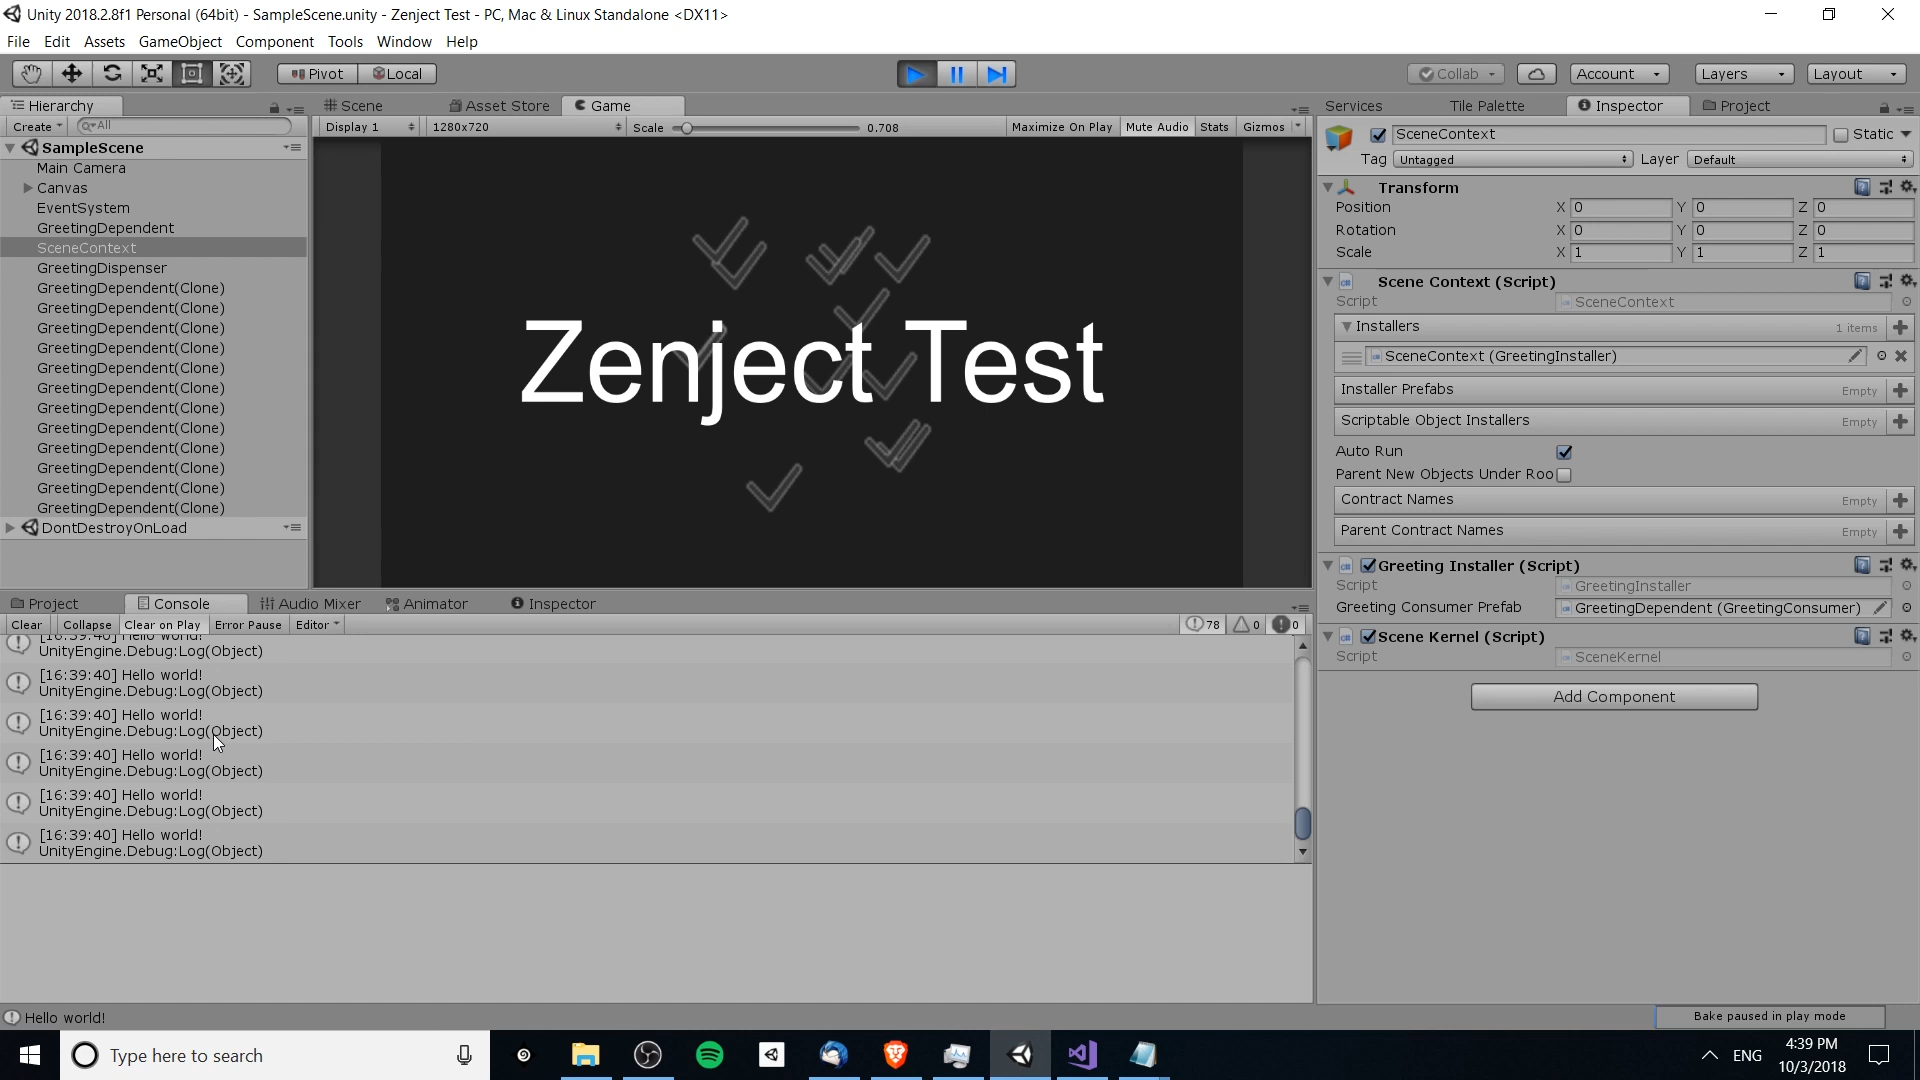 Unity 2018.2.8f1 Personal (64bit) - SampleScene.unity - Zenject Test - PC, Mac & Linux Standalone <DX11>
File Edit Assets GameObject Component Tools Window Help
Pivot Local Collab Account Layers Layout
Hierarchy Scene Asset Store Game Services Tile Palette Inspector Project
Create All Display 1 1280x720 Scale 0.708 Maximize On Play Mute Audio Stats Gizmos
SampleScene
Main Camera
Canvas
EventSystem
GreetingDependent
SceneContext
GreetingDispenser
GreetingDependent(Clone)
GreetingDependent(Clone)
GreetingDependent(Clone)
GreetingDependent(Clone)
GreetingDependent(Clone)
GreetingDependent(Clone)
GreetingDependent(Clone)
GreetingDependent(Clone)
GreetingDependent(Clone)
GreetingDependent(Clone)
GreetingDependent(Clone)
GreetingDependent(Clone)
DontDestroyOnLoad
Zenject Test
SceneContext Static
Tag Untagged Layer Default
Transform
Position X 0 Y 0 Z 0
Rotation X 0 Y 0 Z 0
Scale X 1 Y 1 Z 1
Scene Context (Script)
Script SceneContext
Installers 1 items
SceneContext (GreetingInstaller)
Installer Prefabs Empty
Scriptable Object Installers Empty
Auto Run
Parent New Objects Under Roo
Contract Names Empty
Parent Contract Names Empty
Greeting Installer (Script)
Script GreetingInstaller
Greeting Consumer Prefab GreetingDependent (GreetingConsumer)
Scene Kernel (Script)
Script SceneKernel
Add Component
Project Console Audio Mixer Animator Inspector
Clear Collapse Clear on Play Error Pause Editor 78 0 0
[16:39:40] Hello world!
UnityEngine.Debug:Log(Object)
[16:39:40] Hello world!
UnityEngine.Debug:Log(Object)
[16:39:40] Hello world!
UnityEngine.Debug:Log(Object)
[16:39:40] Hello world!
UnityEngine.Debug:Log(Object)
[16:39:40] Hello world!
UnityEngine.Debug:Log(Object)
[16:39:40] Hello world!
UnityEngine.Debug:Log(Object)
Hello world!
Bake paused in play mode
Type here to search
ENG
4:39 PM
10/3/2018